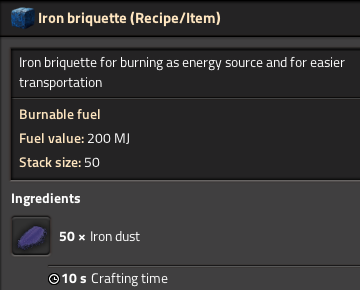 Iron briquette (Recipe/Item)
Iron briquette for burning as energy source and for easier
transportation
Burnable fuel
Fuel value: 200 MJ
Stack size: 50
Ingredients
50 × Iron dust
10 s Crafting time